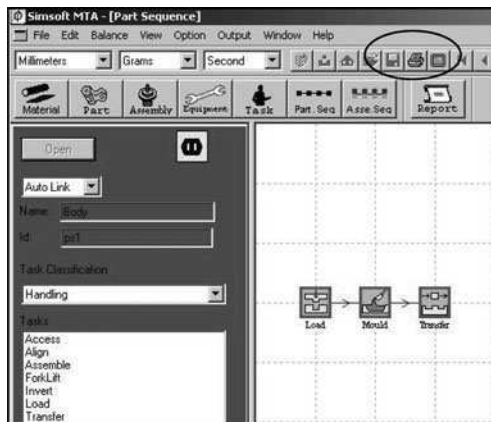 Simsoft MTA - [Part Sequence]
File Edit Balance View Option Output Window Help
Millimeters Grams Second
Material Part Assembly Equipment Task Part.Seq Asse.Seq Report
Open
Auto Link
Name: Body
Id: ps1
Task Classification
Handling
Tasks
Access
Align
Assemble
ForkLift
Invert
Load
Transfer
Load Mould Transfer